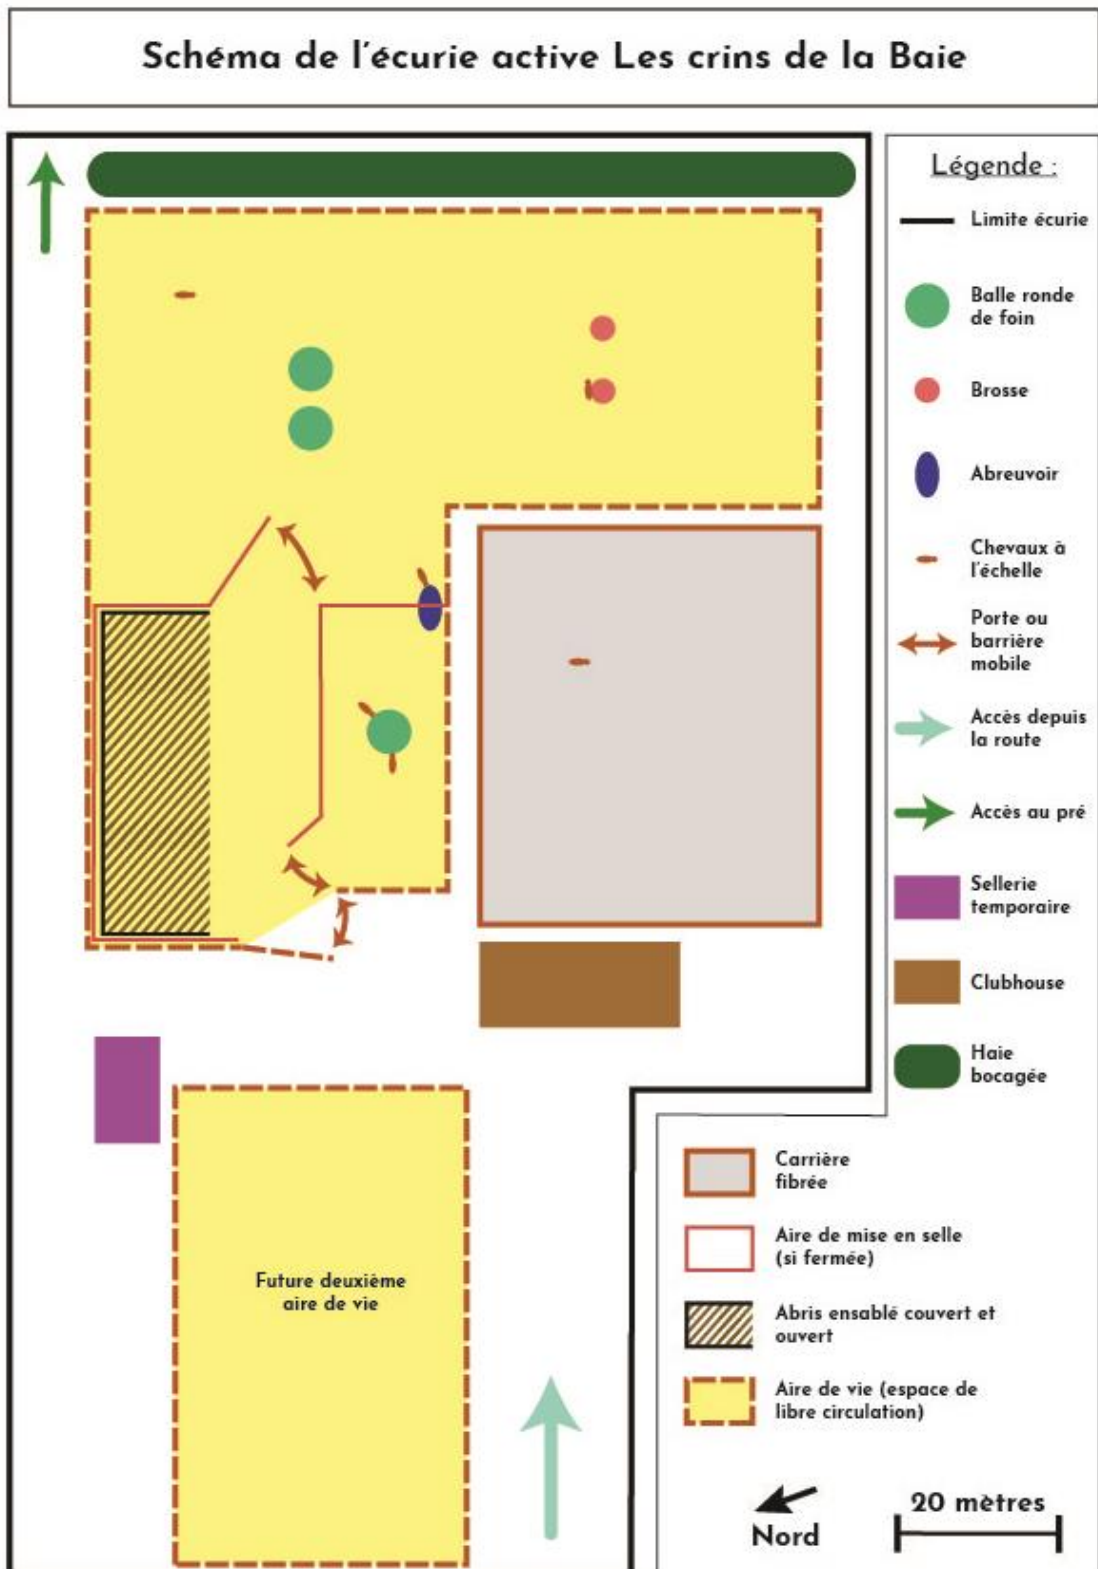 Schéma de l'écurie active Les crins de la Baie
Légende :
Limite écurie
Balle ronde
de foin
Brosse
Abreuvoir
Chevaux à
l'échelle
Porte ou
barrière
mobile
Accès depuis
la route
Accès au pré
Sellerie
temporaire
Clubhouse
Haie
bocagée
Carrière
fibrée
Aire de mise en selle
(si fermée)
Abris ensablé couvert et
ouvert
Aire de vie (espace de
libre circulation)
Future deuxième
aire de vie
Nord
20 mètres